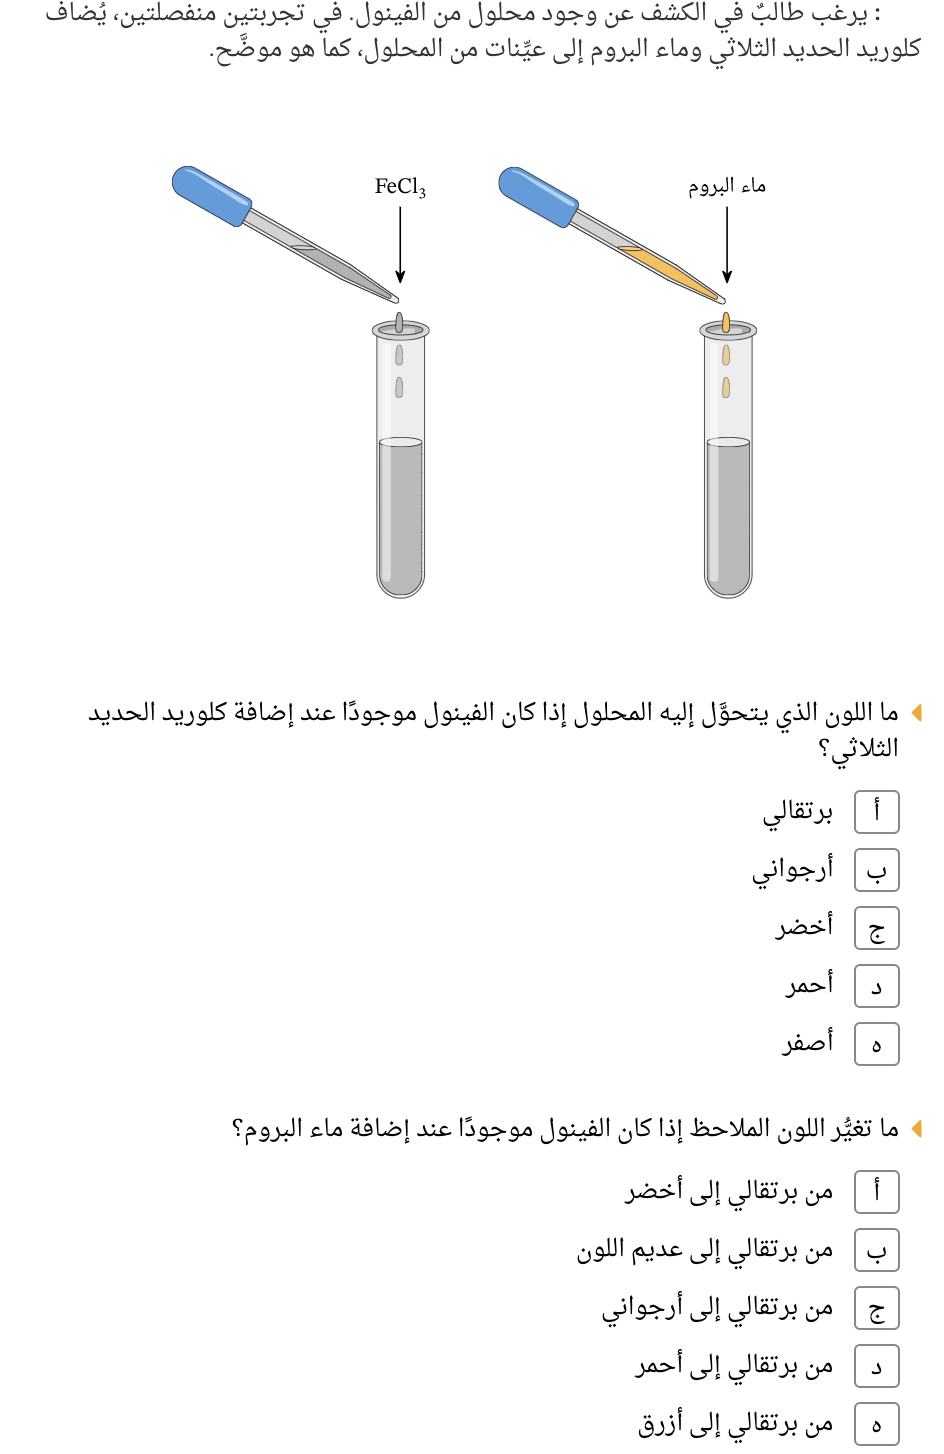 : يرغب طالبٌ في الكشف عن وجود محلول من الفينول. في تجربتين منفصلتين، يُضاف
كلوريد الحديد الثلاثي وماء البروم إلى عيِّنات من المحلول، كما هو موضَّح.
ماء البروم
FeCl₃
ما اللون الذي يتحوَّل إليه المحلول إذا كان الفينول موجودًا عند إضافة كلوريد الحديد
الثلاثي؟
أ برتقالي
ب أرجواني
ج أخضر
د أحمر
ه أصفر
ما تغيُّر اللون الملاحظ إذا كان الفينول موجودًا عند إضافة ماء البروم؟
أ من برتقالي إلى أخضر
ب من برتقالي إلى عديم اللون
ج من برتقالي إلى أرجواني
د من برتقالي إلى أحمر
ه من برتقالي إلى أزرق